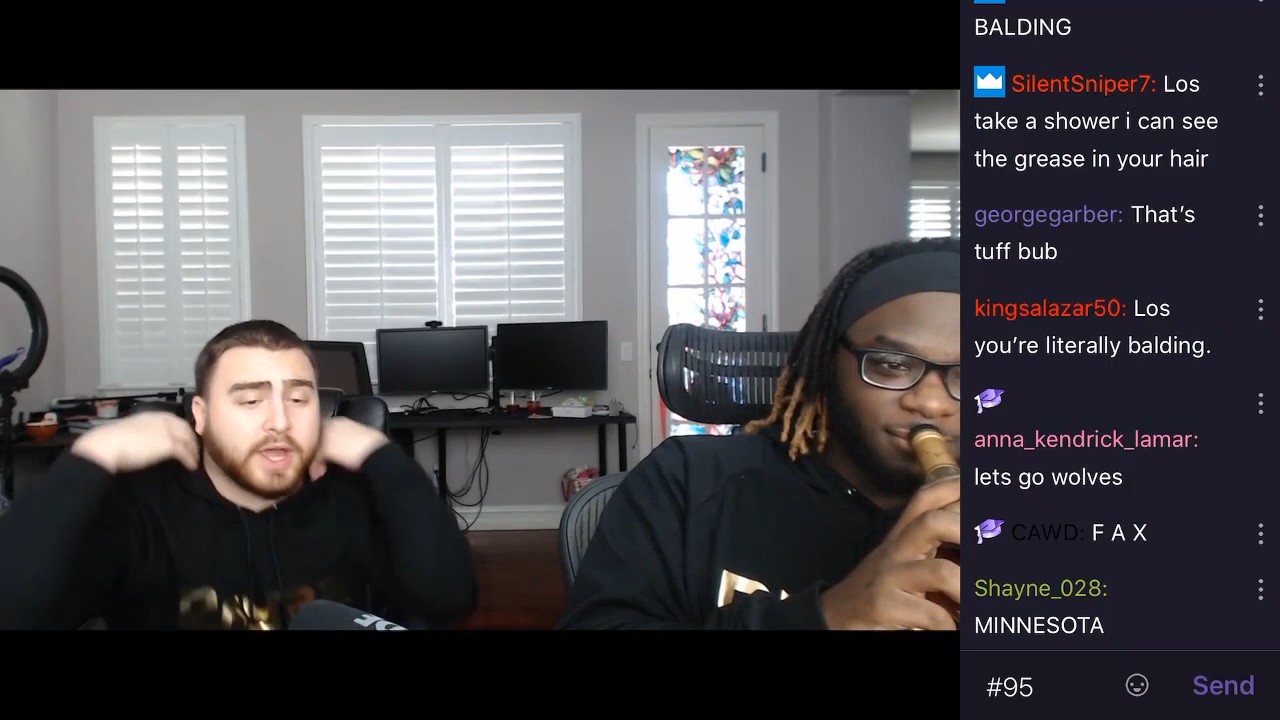 BALDING
SilentSniper7: Los
take a shower i can see
the grease in your hair
georgegarber: That's
tuff bub
kingsalazar50: Los
you're literally balding.
anna_kendrick_lamar:
lets go wolves
CAWD: F A X
Shayne_028:
MINNESOTA
#95
Send